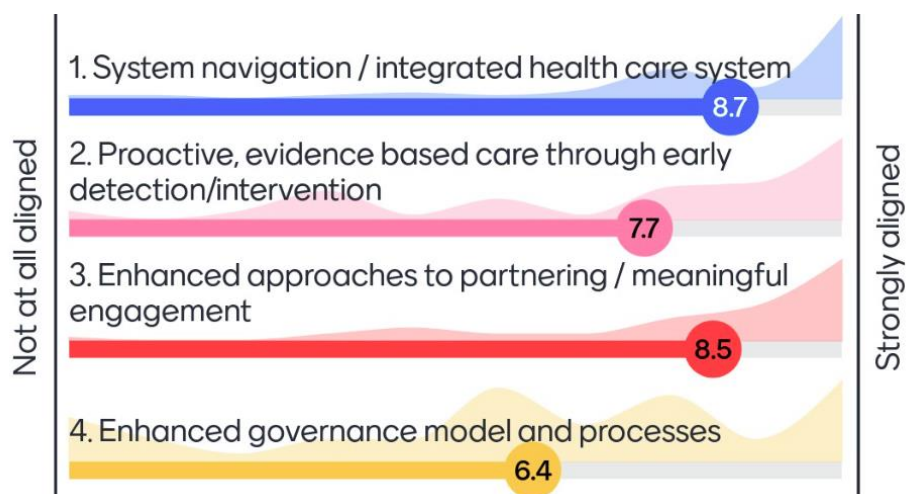 Not at all aligned
1. System navigation / integrated health care system
8.7
2. Proactive, evidence based care through early
detection/intervention
7.7
3. Enhanced approaches to partnering / meaningful
engagement
8.5
4. Enhanced governance model and processes
6.4
Strongly aligned